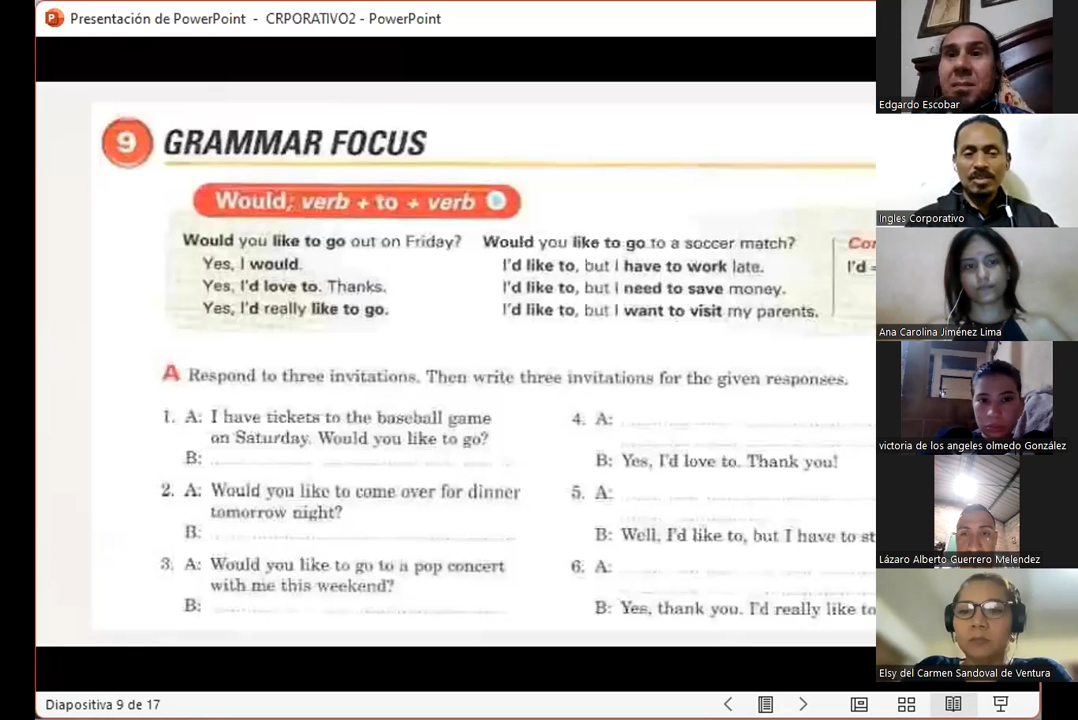 Presentación de PowerPoint - CRPORATIVO2 - PowerPoint
9 GRAMMAR FOCUS
Would; verb + to + verb
Would you like to go out on Friday?
Yes, I would.
Yes, I'd love to. Thanks.
Yes, I'd really like to go.
Would you like to go to a soccer match?
I'd like to, but I have to work late.
I'd like to, but I need to save money.
I'd like to, but I want to visit my parents.
I'd =
A Respond to three invitations. Then write three invitations for the given responses.
1. A: I have tickets to the baseball game
on Saturday. Would you like to go?
B:
2. A: Would you like to come over for dinner
tomorrow night?
B:
3. A: Would you like to go to a pop concert
with me this weekend?
B:
4. A:
B: Yes, I'd love to. Thank you!
5. A:
B: Well, I'd like to, but I have to st
6. A:
B: Yes, thank you. I'd really like to
Edgardo Escobar
Ingles Corporativo
Ana Carolina Jiménez Lima
victoria de los angeles olmedo González
Lázaro Alberto Guerrero Melendez
Elsy del Carmen Sandoval de Ventura
Diapositiva 9 de 17